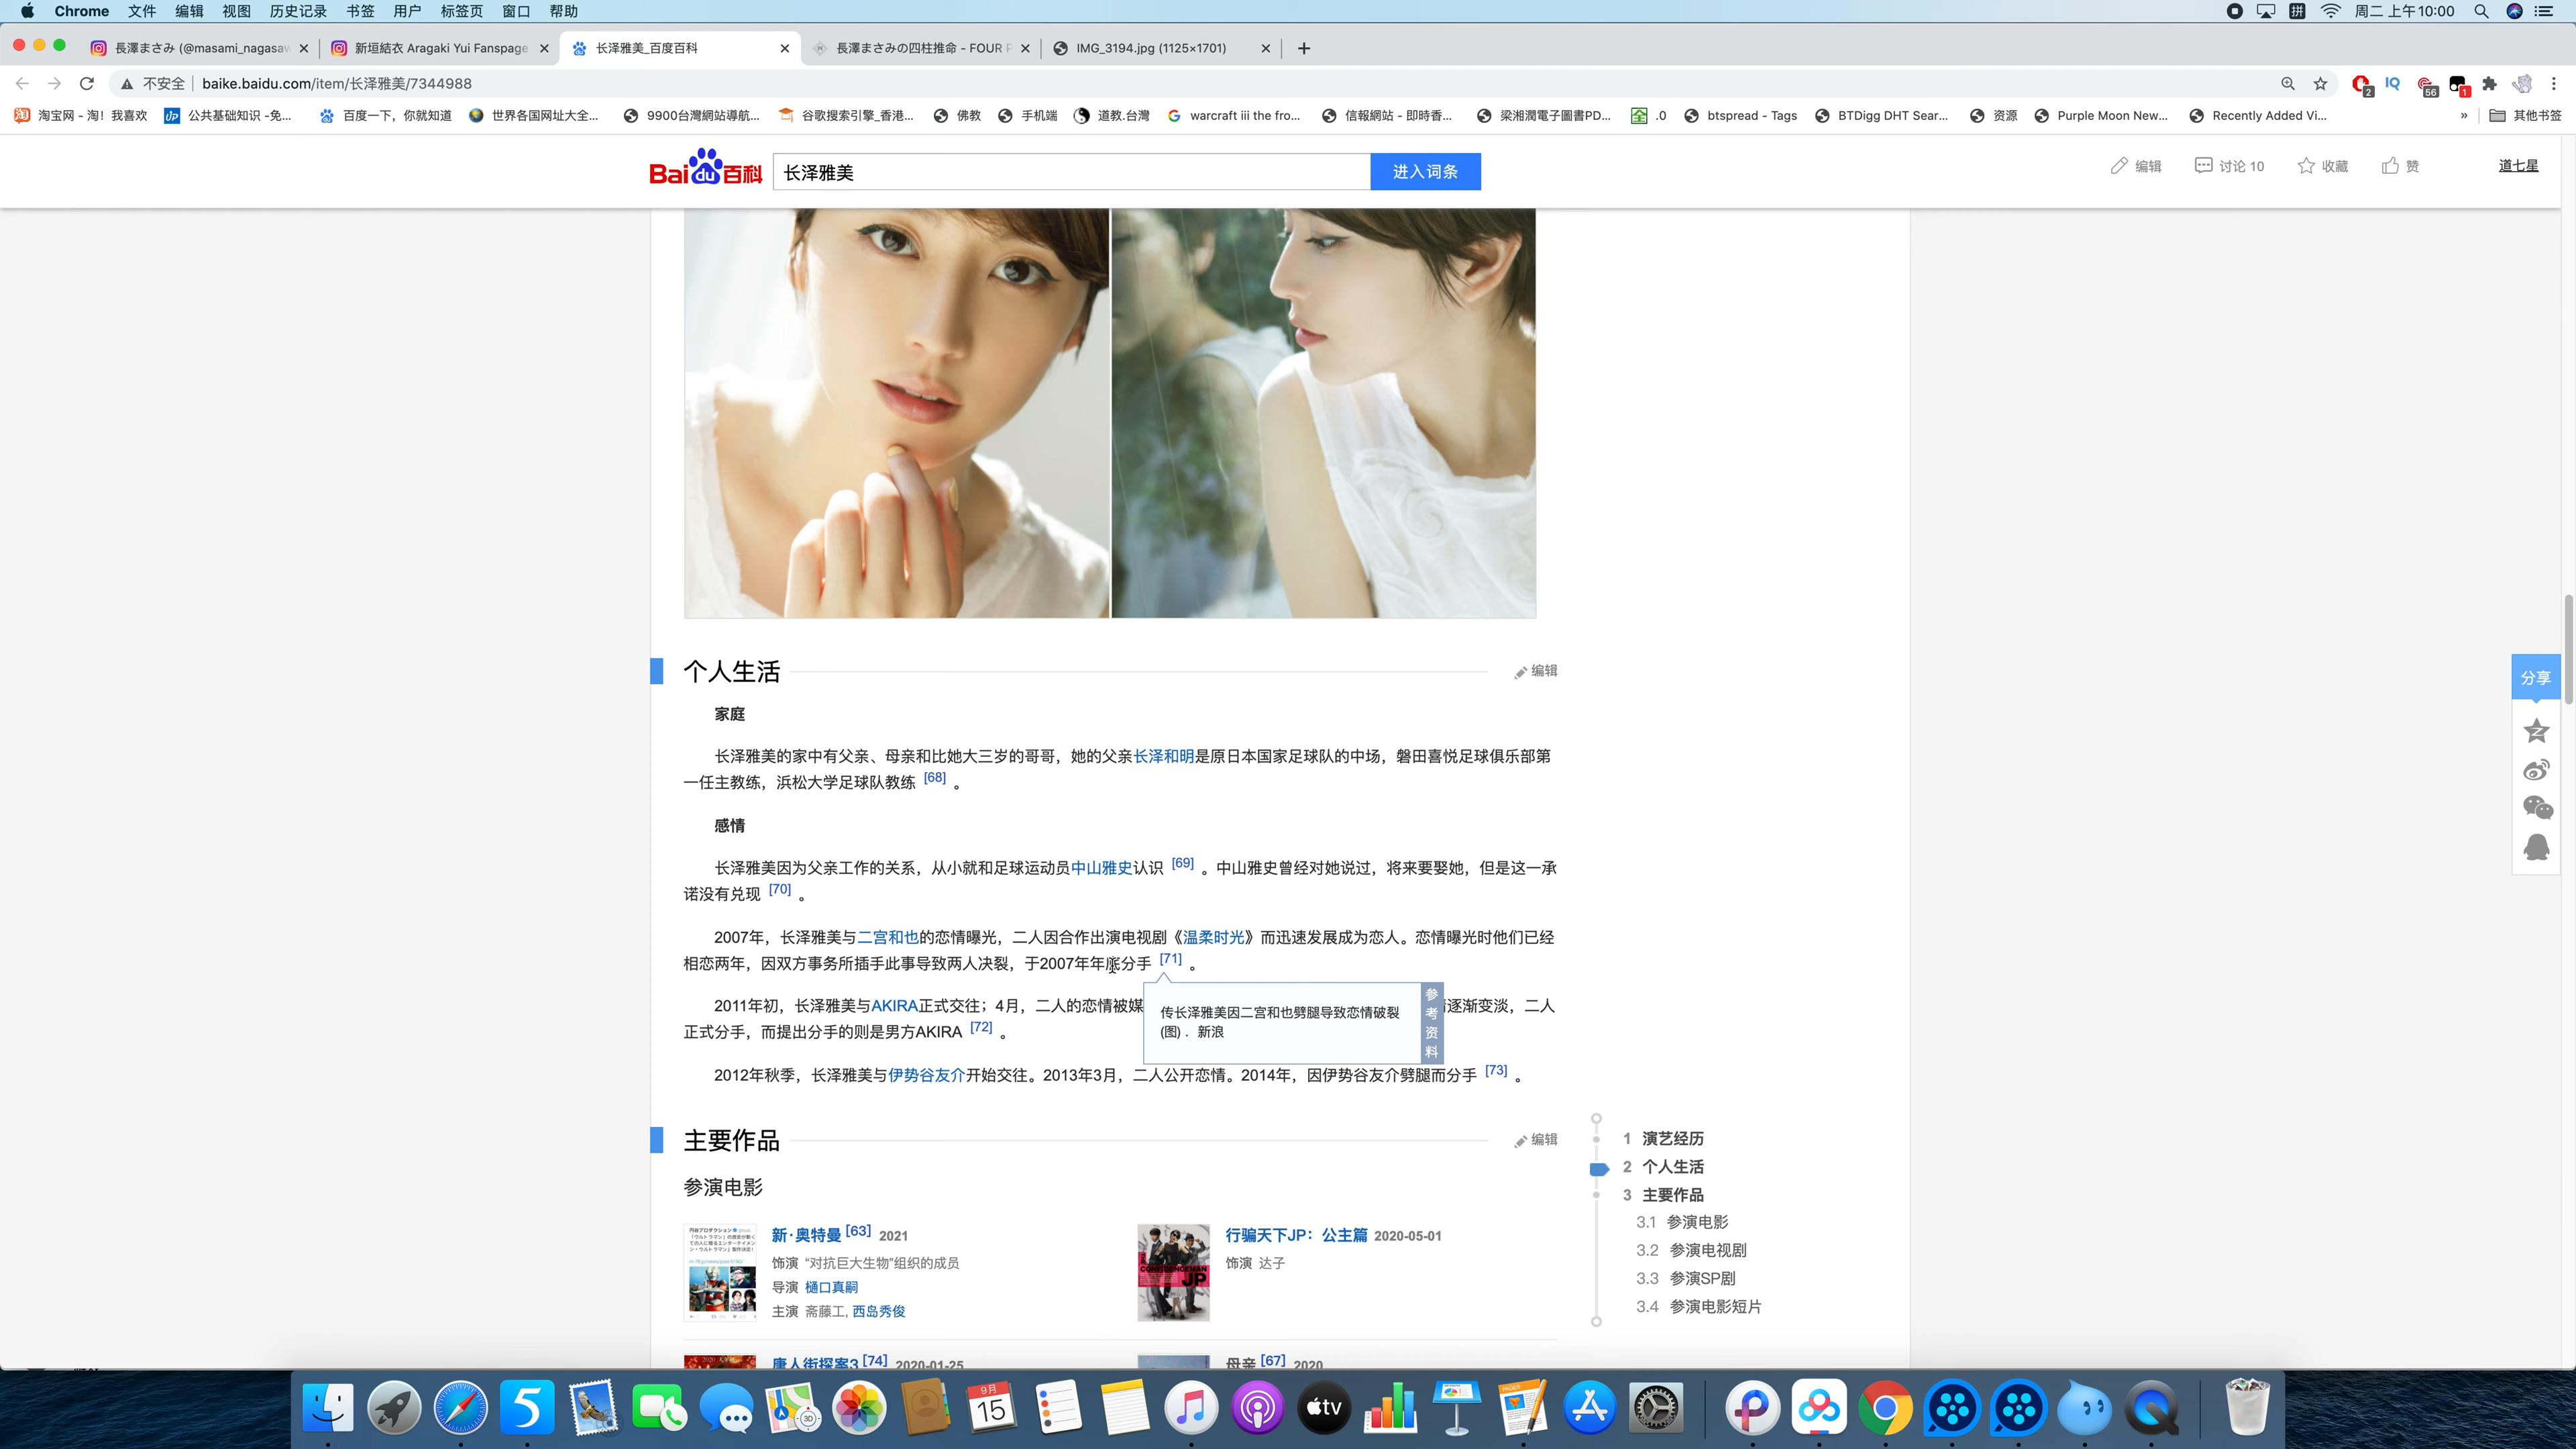 Chrome 文件 编辑 视图 历史记录 书签 用户 标签页 窗口 帮助
周二 上午10:00
長澤まさみ (@masami_nagasaw
新垣結衣 Aragaki Yui Fanspage
长泽雅美_百度百科
長澤まさみの四柱推命 - FOUR P
IMG_3194.jpg (1125×1701)
不安全 baike.baidu.com/item/长泽雅美/7344988
淘宝网 - 淘！我喜欢 公共基础知识 -免... 百度一下，你就知道 世界各国网址大全... 9900台灣網站導航... 谷歌搜索引擎_香港... 佛教 手机端 道教.台灣 warcraft iii the fro... 信報網站 - 即時香... 梁湘潤電子圖書PD... .0 btspread - Tags BTDigg DHT Sear... 资源 Purple Moon New... Recently Added Vi... » 其他书签
Baidu百科 长泽雅美 进入词条
编辑 讨论 10 收藏 赞 道七星
个人生活 编辑
家庭
长泽雅美的家中有父亲、母亲和比她大三岁的哥哥，她的父亲长泽和明是原日本国家足球队的中场，磐田喜悦足球俱乐部第
一任主教练，浜松大学足球队教练 [68] 。
感情
长泽雅美因为父亲工作的关系，从小就和足球运动员中山雅史认识 [69] 。中山雅史曾经对她说过，将来要娶她，但是这一承
诺没有兑现 [70] 。
2007年，长泽雅美与二宫和也的恋情曝光，二人因合作出演电视剧《温柔时光》而迅速发展成为恋人。恋情曝光时他们已经
相恋两年，因双方事务所插手此事导致两人决裂，于2007年年底分手 [71] 。
2011年初，长泽雅美与AKIRA正式交往；4月，二人的恋情被媒 逐渐变淡，二人
正式分手，而提出分手的则是男方AKIRA [72] 。
传长泽雅美因二宫和也劈腿导致恋情破裂
(图) ．新浪
参考资料
2012年秋季，长泽雅美与伊势谷友介开始交往。2013年3月，二人公开恋情。2014年，因伊势谷友介劈腿而分手 [73] 。
主要作品 编辑
参演电影
新·奥特曼 [63] 2021
饰演 “对抗巨大生物”组织的成员
导演 樋口真嗣
主演 斋藤工, 西岛秀俊
行骗天下JP：公主篇 2020-05-01
饰演 达子
唐人街探案3 [74] 2020-01-25
母亲 [67] 2020
1 演艺经历
2 个人生活
3 主要作品
3.1 参演电影
3.2 参演电视剧
3.3 参演SP剧
3.4 参演电影短片
分享
9月
15
tv